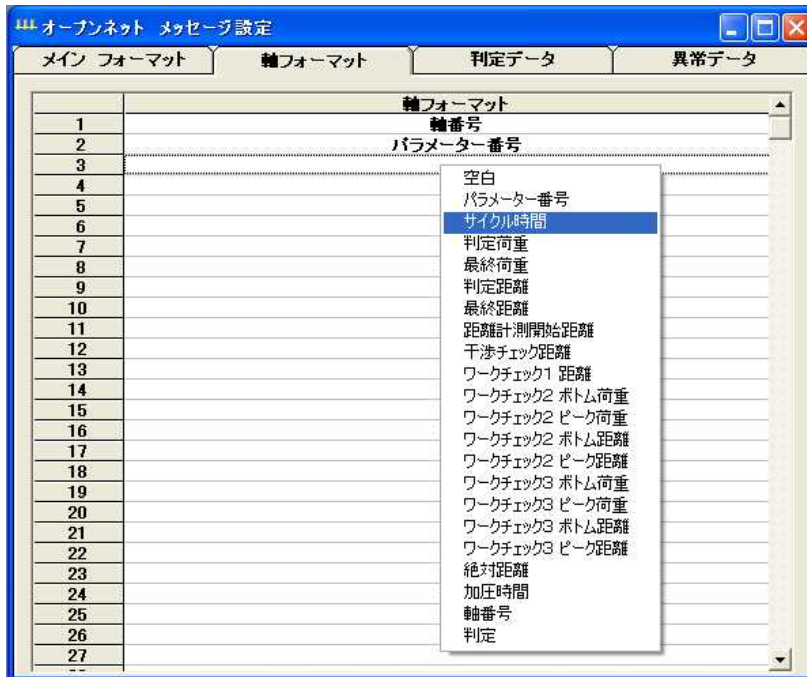 オープンネット メッセージ設定
メイン フォーマット 軸フォーマット 判定データ 異常データ
軸フォーマット
1 軸番号
2 パラメーター番号
3
4
5
6
7
8
9
10
11
12
13
14
15
16
17
18
19
20
21
22
23
24
25
26
27
空白
パラメーター番号
サイクル時間
判定荷重
最終荷重
判定距離
最終距離
距離計測開始距離
干渉チェック距離
ワークチェック1 距離
ワークチェック2 ボトム荷重
ワークチェック2 ピーク荷重
ワークチェック2 ボトム距離
ワークチェック2 ピーク距離
ワークチェック3 ボトム荷重
ワークチェック3 ピーク荷重
ワークチェック3 ボトム距離
ワークチェック3 ピーク距離
絶対距離
加圧時間
軸番号
判定